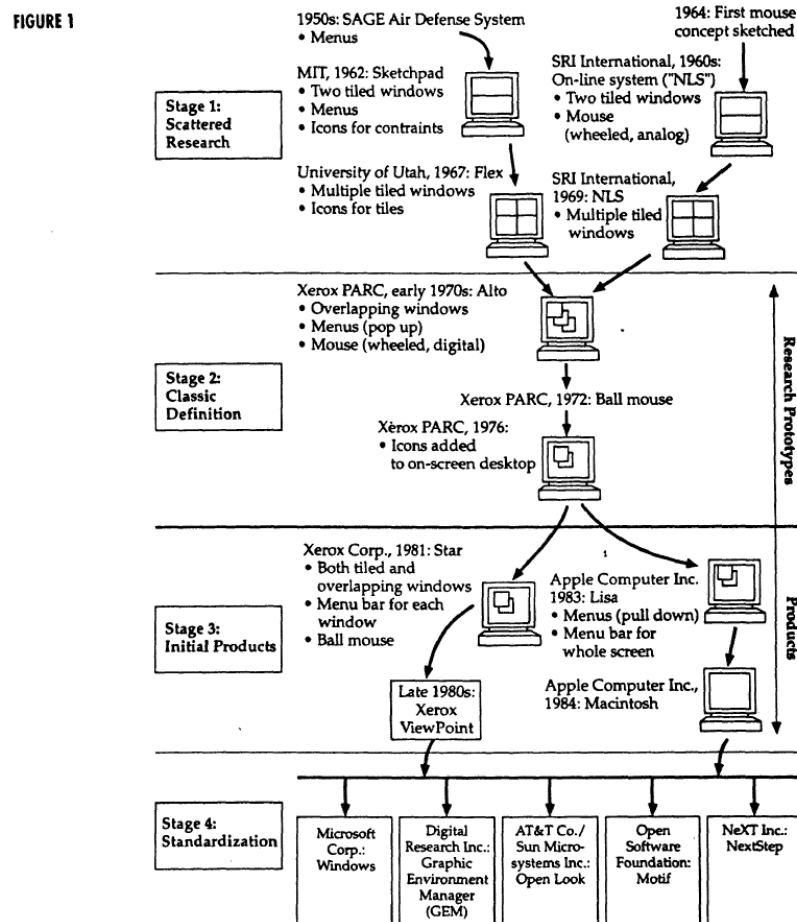 FIGURE 1
1950s: SAGE Air Defense System
• Menus
1964: First mouse
concept sketched
Stage 1:
Scattered
Research
MIT, 1962: Sketchpad
• Two tiled windows
• Menus
• Icons for contraints
SRI International, 1960s:
On-line system ("NLS")
• Two tiled windows
• Mouse
(wheeled, analog)
University of Utah, 1967: Flex
• Multiple tiled windows
• Icons for tiles
SRI International,
1969: NLS
• Multiple tiled
windows
Stage 2:
Classic
Definition
Xerox PARC, early 1970s: Alto
• Overlapping windows
• Menus (pop up)
• Mouse (wheeled, digital)
Xerox PARC, 1972: Ball mouse
Xerox PARC, 1976:
• Icons added
to on-screen desktop
Research Prototypes
Stage 3:
Initial Products
Xerox Corp., 1981: Star
• Both tiled and
overlapping windows
• Menu bar for each
window
• Ball mouse
Apple Computer Inc.
1983: Lisa
• Menus (pull down)
• Menu bar for
whole screen
Products
Late 1980s:
Xerox
ViewPoint
Apple Computer Inc.,
1984: Macintosh
Stage 4:
Standardization
Microsoft
Corp.:
Windows
Digital
Research Inc.:
Graphic
Environment
Manager
(GEM)
AT&T Co./
Sun Micro-
systems Inc.:
Open Look
Open
Software
Foundation:
Motif
NeXT Inc.:
NextStep